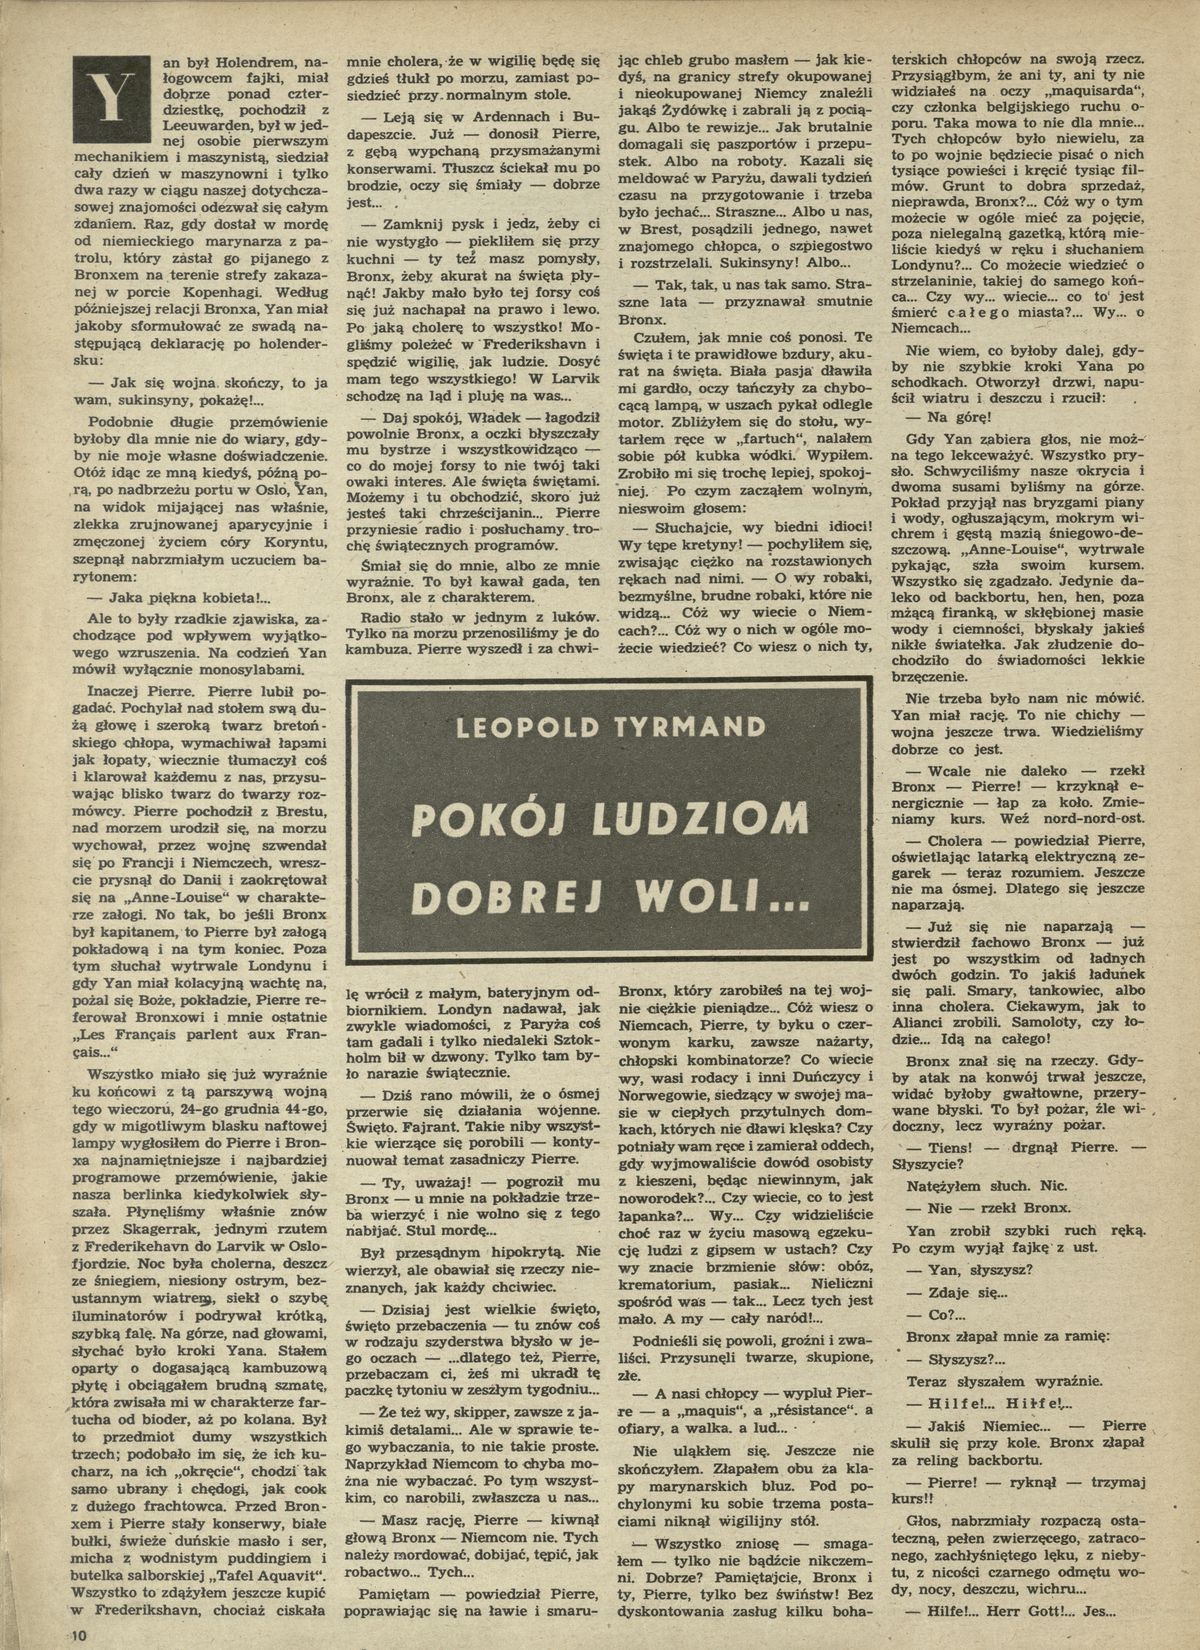 Yan był Holendrem, na-
łogowcem fajki, miał
dobrze ponad czter-
dziestkę, pochodził z
Leeuwarden, był w jed-
nej osobie pierwszym
mechanikiem i maszynistą, siedział
cały dzień w maszynowni i tylko
dwa razy w ciągu naszej dotychcza-
sowej znajomości odezwał się całym
zdaniem. Raz, gdy dostał w mordę
od niemieckiego marynarza z pa-
trolu, który zastał go pijanego z
Bronxem na terenie strefy zakaza-
nej w porcie Kopenhagi. Według
późniejszej relacji Bronxa, Yan miał
jakoby sformułować ze swadą na-
stępującą deklarację po holender-
sku:
— Jak się wojna skończy, to ja
wam, sukinsyny, pokażę!...
Podobnie długie przemówienie
byłoby dla mnie nie do wiary, gdy-
by nie moje własne doświadczenie.
Otóż idąc ze mną kiedyś, późną po-
rą, po nadbrzeżu portu w Oslo, Yan,
na widok mijającej nas właśnie,
zlekka zrujnowanej aparycyjnie i
zmęczonej życiem córy Koryntu,
szepnął nabrzmiałym uczuciem ba-
rytonem:
— Jaka piękna kobieta!...
Ale to były rzadkie zjawiska, za-
chodzące pod wpływem wyjątko-
wego wzruszenia. Na codzień Yan
mówił wyłącznie monosylabami.
Inaczej Pierre. Pierre lubił po-
gadać. Pochylał nad stołem swą du-
żą głowę i szeroką twarz bretoń-
skiego chłopa, wymachiwał łapami
jak łopaty, wiecznie tłumaczył coś
i klarował każdemu z nas, przysu-
wając blisko twarz do twarzy roz-
mówcy. Pierre pochodził z Brestu,
nad morzem urodził się, na morzu
wychował, przez wojnę szwendał
się po Francji i Niemczech, wresz-
cie prysnął do Danii i zaokrętował
się na „Anne-Louise“ w charakte-
rze załogi. No tak, bo jeśli Bronx
był kapitanem, to Pierre był załogą
pokładową i na tym koniec. Poza
tym słuchał wytrwale Londynu i
gdy Yan miał kolacyjną wachtę na,
pożal się Boże, pokładzie, Pierre re-
ferował Bronxowi i mnie ostatnie
„Les Français parlent aux Fran-
çais...“
Wszystko miało się już wyraźnie
ku końcowi z tą parszywą wojną
tego wieczoru, 24-go grudnia 44-go,
gdy w migotliwym blasku naftowej
lampy wygłosiłem do Pierre i Bron-
xa najnamiętniejsze i najbardziej
programowe przemówienie, jakie
nasza berlinka kiedykolwiek sły-
szała. Płynęliśmy właśnie znów
przez Skagerrak, jednym rzutem
z Frederikehavn do Larvik w Oslo-
fjordzie. Noc była cholerna, deszcz
ze śniegiem, niesiony ostrym, bez-
ustannym wiatrem, siekł o szybę
iluminatorów i podrywał krótką,
szybką falę. Na górze, nad głowami,
słychać było kroki Yana. Stałem
oparty o dogasającą kambuzową
płytę i obciągałem brudną szmatę,
która zwisała mi w charakterze far-
tucha od bioder, aż po kolana. Był
to przedmiot dumy wszystkich
trzech; podobało im się, że ich ku-
charz, na ich „okręcie“, chodzi tak
samo ubrany i chędogi, jak cook
z dużego frachtowca. Przed Bron-
xem i Pierre stały konserwy, białe
bułki, świeże duńskie masło i ser,
micha z wodnistym puddingiem i
butelka salborskiej „Tafel Aquavit“.
Wszystko to zdążyłem jeszcze kupić
w Frederikshavn, chociaż ciskała
mnie cholera, że w wigilię będę się
gdzieś tłukł po morzu, zamiast po-
siedzieć przy normalnym stole.
— Leją się w Ardennach i Bu-
dapeszcie. Już — donosił Pierre,
z gębą wypchaną przysmażanymi
konserwami. Tłuszcz ściekał mu po
brodzie, oczy się śmiały — dobrze
jest...
— Zamknij pysk i jedz, żeby ci
nie wystygło — piekliłem się przy
kuchni — ty też masz pomysły,
Bronx, żeby akurat na święta pły-
nąć! Jakby mało było tej forsy coś
się już nachapał na prawo i lewo.
Po jaką cholerę to wszystko! Mo-
gliśmy poleżeć w Frederikshavn i
spędzić wigilię, jak ludzie. Dosyć
mam tego wszystkiego! W Larvik
schodzę na ląd i pluję na was...
— Daj spokój, Władek — łagodził
powolnie Bronx, a oczki błyszczały
mu bystrze i wszystkowidząco —
co do mojej forsy to nie twój taki
owaki interes. Ale święta świętami.
Możemy i tu obchodzić, skoro już
jesteś taki chrześcijanin... Pierre
przyniesie radio i posłuchamy tro-
chę świątecznych programów.
Śmiał się do mnie, albo ze mnie
wyraźnie. To był kawał gada, ten
Bronx, ale z charakterem.
Radio stało w jednym z luków.
Tylko na morzu przenosiliśmy je do
kambuza. Pierre wyszedł i za chwi-
LEOPOLD TYRMAND
POKÓJ LUDZIOM
DOBREJ WOLI...
lę wrócił z małym, bateryjnym od-
biornikiem. Londyn nadawał, jak
zwykle wiadomości, z Paryża coś
tam gadali i tylko niedaleki Sztok-
holm bił w dzwony. Tylko tam by-
ło narazie świątecznie.
— Dziś rano mówili, że o ósmej
przerwie się działania wojenne.
Święto. Fajrant. Takie niby wszyst-
kie wierzące się porobili — konty-
nuował temat zasadniczy Pierre.
— Ty, uważaj! — pogroził mu
Bronx — u mnie na pokładzie trze-
ba wierzyć i nie wolno się z tego
nabijać. Stul mordę...
Był przesądnym hipokrytą. Nie
wierzył, ale obawiał się rzeczy nie-
znanych, jak każdy chciwiec.
— Dzisiaj jest wielkie święto,
święto przebaczenia — tu znów coś
w rodzaju szyderstwa błysło w je-
go oczach — ...dlatego też, Pierre,
przebaczam ci, żeś mi ukradł tę
paczkę tytoniu w zeszłym tygodniu...
— Że też wy, skipper, zawsze z ja-
kimiś detalami... Ale w sprawie te-
go wybaczania, to nie takie proste.
Naprzykład Niemcom to chyba mo-
żna nie wybaczać. Po tym wszyst-
kim, co narobili, zwłaszcza u nas...
— Masz rację, Pierre — kiwnął
głową Bronx — Niemcom nie. Tych
należy mordować, dobijać, tępić, jak
robactwo... Tych...
Pamiętam — powiedział Pierre,
poprawiając się na ławie i smaru-
jąc chleb grubo masłem — jak kie-
dyś, na granicy strefy okupowanej
i nieokupowanej Niemcy znaleźli
jakąś Żydówkę i zabrali ją z pocią-
gu. Albo te rewizje... Jak brutalnie
domagali się paszportów i przepu-
stek. Albo na roboty. Kazali się
meldować w Paryżu, dawali tydzień
czasu na przygotowanie i trzeba
było jechać... Straszne... Albo u nas,
w Brest, posądzili jednego, nawet
znajomego chłopca, o szpiegostwo
i rozstrzelali. Sukinsyny! Albo...
— Tak, tak, u nas tak samo. Stra-
szne lata — przyznawał smutnie
Bronx.
Czułem, jak mnie coś ponosi. Te
święta i te prawidłowe bzdury, aku-
rat na święta. Biała pasja dławiła
mi gardło, oczy tańczyły za chybo-
cącą lampą, w uszach pykał odległe
motor. Zbliżyłem się do stołu, wy-
tarłem ręce w „fartuch“, nalałem
sobie pół kubka wódki. Wypiłem.
Zrobiło mi się trochę lepiej, spokoj-
niej. Po czym zacząłem wolnym,
nieswoim głosem:
— Słuchajcie, wy biedni idioci!
Wy tępe kretyny! — pochyliłem się,
zwisając ciężko na rozstawionych
rękach nad nimi. — O wy robaki,
bezmyślne, brudne robaki, które nie
widzą... Cóż wy wiecie o Niem-
cach?... Cóż wy o nich w ogóle mo-
żecie wiedzieć? Co wiesz o nich ty,
Bronx, który zarobiłeś na tej woj-
nie ciężkie pieniądze... Cóż wiesz o
Niemcach, Pierre, ty byku o czer-
wonym karku, zawsze nażarty,
chłopski kombinatorze? Co wiecie
wy, wasi rodacy i inni Duńczycy i
Norwegowie, siedzący w swojej ma-
sie w ciepłych przytulnych dom-
kach, których nie dławi klęska? Czy
potniały wam ręce i zamierał oddech,
gdy wyjmowaliście dowód osobisty
z kieszeni, będąc niewinnym, jak
noworodek?... Czy wiecie, co to jest
łapanka?... Wy... Czy widzieliście
choć raz w życiu masową egzeku-
cję ludzi z gipsem w ustach? Czy
wy znacie brzmienie słów: obóz,
krematorium, pasiak... Nieliczni
spośród was — tak... Lecz tych jest
mało. A my — cały naród!...
Podnieśli się powoli, groźni i zwa-
liści. Przysunęli twarze, skupione,
złe.
— A nasi chłopcy — wypluł Pier-
re — a „maquis“, a „résistance“. a
ofiary, a walka. a lud...
Nie uląkłem się. Jeszcze nie
skończyłem. Złapałem obu za kla-
py marynarskich bluz. Pod po-
chylonymi ku sobie trzema posta-
ciami niknął wigilijny stół.
— Wszystko zniosę — smaga-
łem — tylko nie bądźcie nikczem-
ni. Dobrze? Pamiętajcie, Bronx i
ty, Pierre, tylko bez świństw! Bez
dyskontowania zasług kilku boha-
terskich chłopców na swoją rzecz.
Przysiągłbym, że ani ty, ani ty nie
widziałeś na oczy „maquisarda“,
czy członka belgijskiego ruchu o-
poru. Taka mowa to nie dla mnie...
Tych chłopców było niewielu, za
to po wojnie będziecie pisać o nich
tysiące powieści i kręcić tysiąc fil-
mów. Grunt to dobra sprzedaż,
nieprawda, Bronx?... Cóż wy o tym
możecie w ogóle mieć za pojęcie,
poza nielegalną gazetką, którą mie-
liście kiedyś w ręku i słuchaniem
Londynu?... Co możecie wiedzieć o
strzelaninie, takiej do samego koń-
ca... Czy wy... wiecie... co to jest
śmierć całego miasta?... Wy... o
Niemcach...
Nie wiem, co byłoby dalej, gdy-
by nie szybkie kroki Yana po
schodkach. Otworzył drzwi, napu-
ścił wiatru i deszczu i rzucił:
— Na górę!
Gdy Yan zabiera głos, nie moż-
na tego lekceważyć. Wszystko pry-
sło. Schwyciliśmy nasze okrycia i
dwoma susami byliśmy na górze.
Pokład przyjął nas bryzgami piany
i wody, ogłuszającym, mokrym wi-
chrem i gęstą mazią śniegowo-de-
szczową. „Anne-Louise“, wytrwale
pykając, szła swoim kursem.
Wszystko się zgadzało. Jedynie da-
leko od backbortu, hen, hen, poza
mżącą firanką, w skłębionej masie
wody i ciemności, błyskały jakieś
nikłe światełka. Jak złudzenie do-
chodziło do świadomości lekkie
brzęczenie.
Nie trzeba było nam nic mówić.
Yan miał rację. To nie chichy —
wojna jeszcze trwa. Wiedzieliśmy
dobrze co jest.
— Wcale nie daleko — rzekł
Bronx — Pierre! — krzyknął e-
nergicznie — łap za koło. Zmie-
niamy kurs. Weź nord-nord-ost.
— Cholera — powiedział Pierre,
oświetlając latarką elektryczną ze-
garek — teraz rozumiem. Jeszcze
nie ma ósmej. Dlatego się jeszcze
naparzają.
— Już się nie naparzają —
stwierdził fachowo Bronx — już
jest po wszystkim od ładnych
dwóch godzin. To jakiś ładunek
się pali. Smary, tankowiec, albo
inna cholera. Ciekawym, jak to
Alianci zrobili. Samoloty, czy ło-
dzie... Idą na całego!
Bronx znał się na rzeczy. Gdy-
by atak na konwój trwał jeszcze,
widać byłoby gwałtowne, przery-
wane błyski. To był pożar, źle wi-
doczny, lecz wyraźny pożar.
— Tiens! — drgnął Pierre. —
Słyszycie?
Natężyłem słuch. Nic.
— Nie — rzekł Bronx.
Yan zrobił szybki ruch ręką.
Po czym wyjął fajkę z ust.
— Yan, słyszysz?
— Zdaje się...
— Co?...
Bronx złapał mnie za ramię:
— Słyszysz?...
Teraz słyszałem wyraźnie.
— Hilfe!... Hilfe!...
— Jakiś Niemiec... — Pierre
skulił się przy kole. Bronx złapał
za reling backbortu.
— Pierre! — ryknął — trzymaj
kurs!!
Głos, nabrzmiały rozpaczą osta-
teczną, pełen zwierzęcego, zatraco-
nego, zachłyśniętego lęku, z nieby-
tu, z nicości czarnego odmętu wo-
dy, nocy, deszczu, wichru...
— Hilfe!... Herr Gott!... Jes...
10